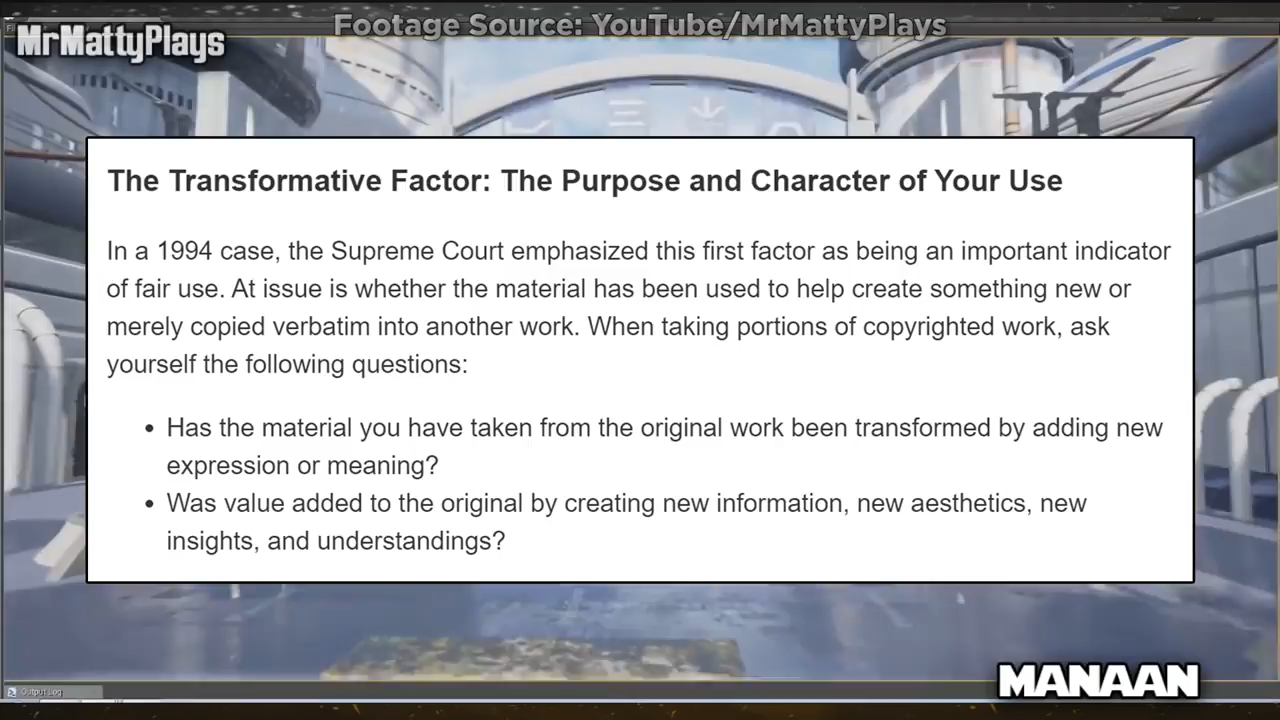 Footage Source: YouTube/MrMattyPlays
MrMattyPlays
The Transformative Factor: The Purpose and Character of Your Use
In a 1994 case, the Supreme Court emphasized this first factor as being an important indicator
of fair use. At issue is whether the material has been used to help create something new or
merely copied verbatim into another work. When taking portions of copyrighted work, ask
yourself the following questions:
• Has the material you have taken from the original work been transformed by adding new
expression or meaning?
• Was value added to the original by creating new information, new aesthetics, new
insights, and understandings?
MANAAN
Output Log